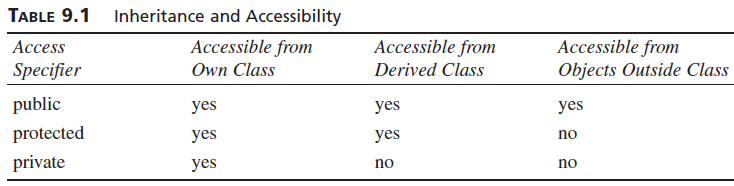 TABLE 9.1 Inheritance and Accessibility
Access Accessible from Accessible from Accessible from
Specifier Own Class Derived Class Objects Outside Class
public yes yes yes
protected yes yes no
private yes no no